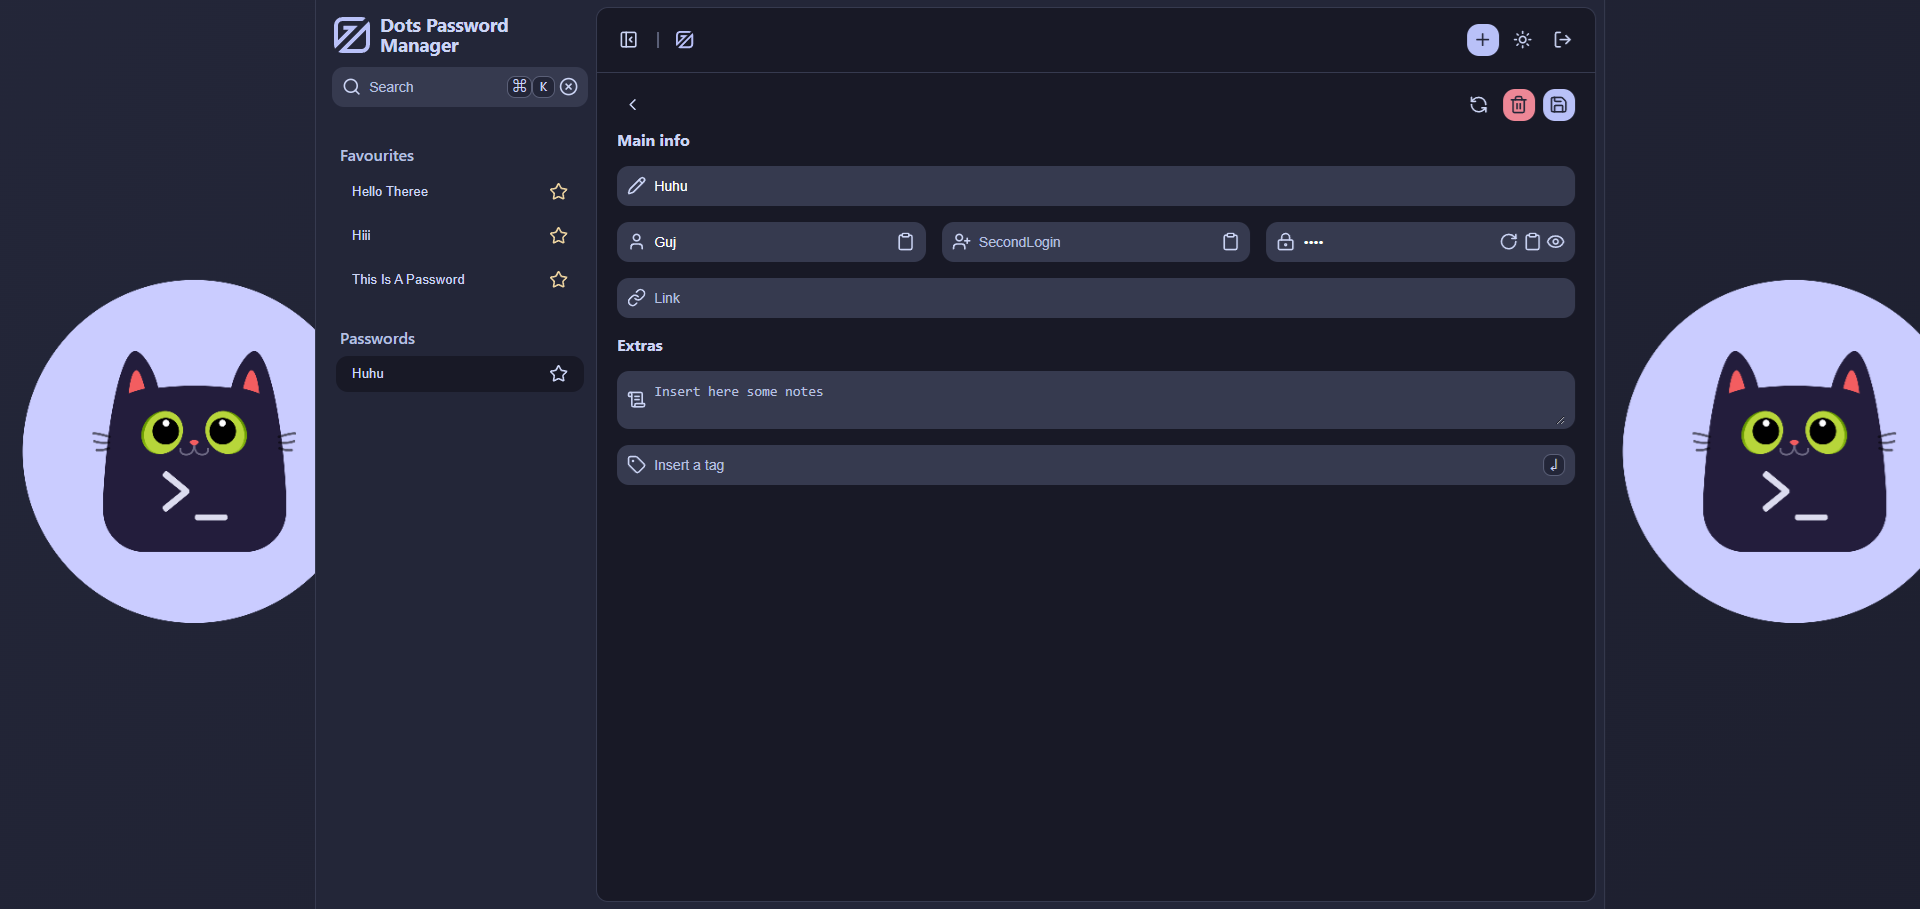 Dots Password
Manager
Search ⌘ K
Favourites
Hello Theree
Hiii
This Is A Password
Passwords
Huhu
Main info
Huhu
Guj
SecondLogin
••••
Link
Extras
Insert here some notes
Insert a tag
>_
>_